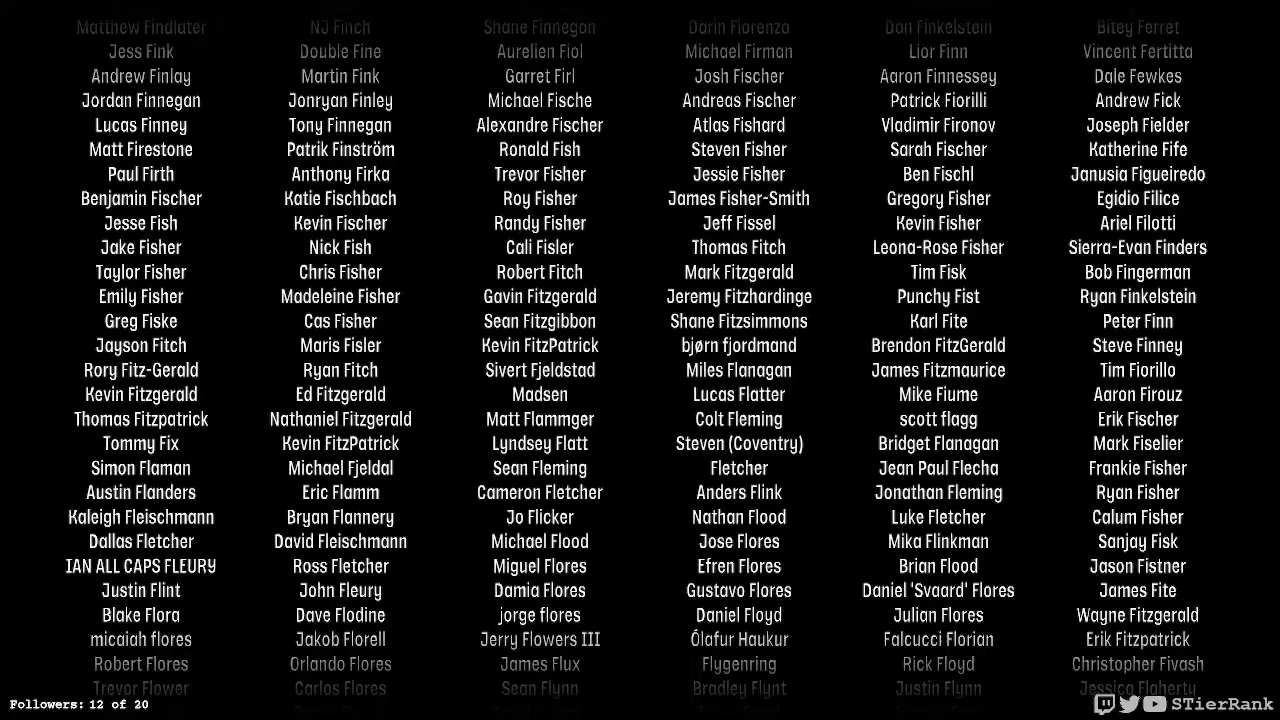 Matthew Findlater NJ Finch Shane Finnegan Darin Fiorenza Dan Finkelstein Bitey Ferret
Jess Fink Double Fine Aurelien Fiol Michael Firman Lior Finn Vincent Fertitta
Andrew Finlay Martin Fink Garret Firl Josh Fischer Aaron Finnessey Dale Fewkes
Jordan Finnegan Jonryan Finley Michael Fische Andreas Fischer Patrick Fiorilli Andrew Fick
Lucas Finney Tony Finnegan Alexandre Fischer Atlas Fishard Vladimir Fironov Joseph Fielder
Matt Firestone Patrik Finström Ronald Fish Steven Fisher Sarah Fischer Katherine Fife
Paul Firth Anthony Firka Trevor Fisher Jessie Fisher Ben Fischl Janusia Figueiredo
Benjamin Fischer Katie Fischbach Roy Fisher James Fisher-Smith Gregory Fisher Egidio Filice
Jesse Fish Kevin Fischer Randy Fisher Jeff Fissel Kevin Fisher Ariel Filotti
Jake Fisher Nick Fish Cali Fisler Thomas Fitch Leona-Rose Fisher Sierra-Evan Finders
Taylor Fisher Chris Fisher Robert Fitch Mark Fitzgerald Tim Fisk Bob Fingerman
Emily Fisher Madeleine Fisher Gavin Fitzgerald Jeremy Fitzhardinge Punchy Fist Ryan Finkelstein
Greg Fiske Cas Fisher Sean Fitzgibbon Shane Fitzsimmons Karl Fite Peter Finn
Jayson Fitch Maris Fisler Kevin FitzPatrick bjørn fjordmand Brendon FitzGerald Steve Finney
Rory Fitz-Gerald Ryan Fitch Sivert Fjeldstad Miles Flanagan James Fitzmaurice Tim Fiorillo
Kevin Fitzgerald Ed Fitzgerald Madsen Lucas Flatter Mike Fiume Aaron Firouz
Thomas Fitzpatrick Nathaniel Fitzgerald Matt Flammger Colt Fleming scott flagg Erik Fischer
Tommy Fix Kevin FitzPatrick Lyndsey Flatt Steven (Coventry) Bridget Flanagan Mark Fiselier
Simon Flaman Michael Fjeldal Sean Fleming Fletcher Jean Paul Flecha Frankie Fisher
Austin Flanders Eric Flamm Cameron Fletcher Anders Flink Jonathan Fleming Ryan Fisher
Kaleigh Fleischmann Bryan Flannery Jo Flicker Nathan Flood Luke Fletcher Calum Fisher
Dallas Fletcher David Fleischmann Michael Flood Jose Flores Mika Flinkman Sanjay Fisk
IAN ALL CAPS FLEURY Ross Fletcher Miguel Flores Efren Flores Brian Flood Jason Fistner
Justin Flint John Fleury Damia Flores Gustavo Flores Daniel 'Svaard' Flores James Fite
Blake Flora Dave Flodine jorge flores Daniel Floyd Julian Flores Wayne Fitzgerald
micaiah flores Jakob Florell Jerry Flowers III Ólafur Haukur Falcucci Florian Erik Fitzpatrick
Robert Flores Orlando Flores James Flux Flygenring Rick Floyd Christopher Fivash
Trevor Flower Carlos Flores Sean Flynn Bradley Flynt Justin Flynn Jessica Flaherty
Followers: 12 of 20 STierRank